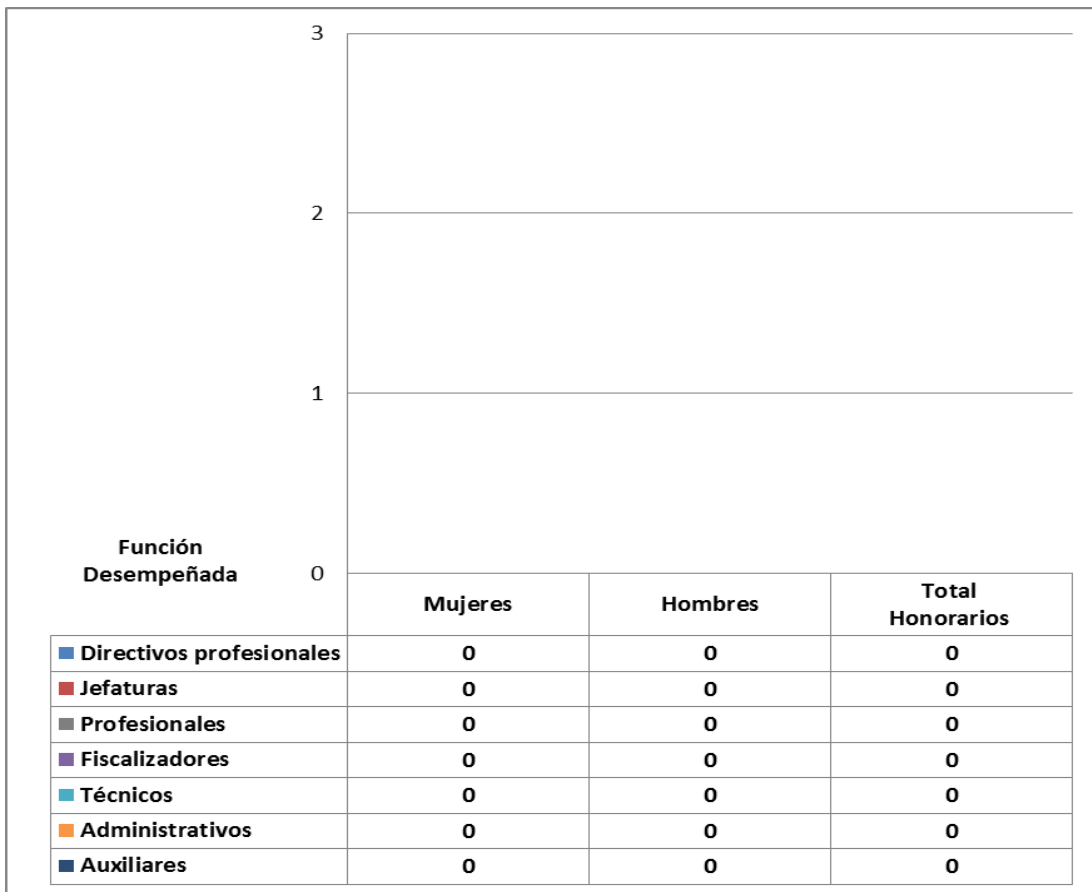 3
2
1
Función
Desempeñada
0
Mujeres Hombres Total
Honorarios
Directivos profesionales 0 0 0
Jefaturas 0 0 0
Profesionales 0 0 0
Fiscalizadores 0 0 0
Técnicos 0 0 0
Administrativos 0 0 0
Auxiliares 0 0 0